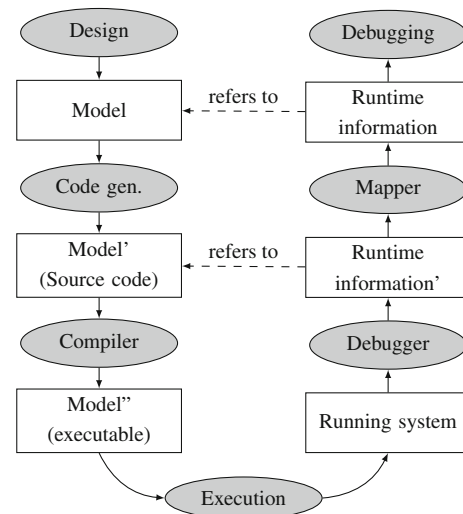 Design
Debugging
Model
refers to
Runtime
information
Code gen.
Mapper
Model'
(Source code)
refers to
Runtime
information'
Compiler
Debugger
Model''
(executable)
Running system
Execution